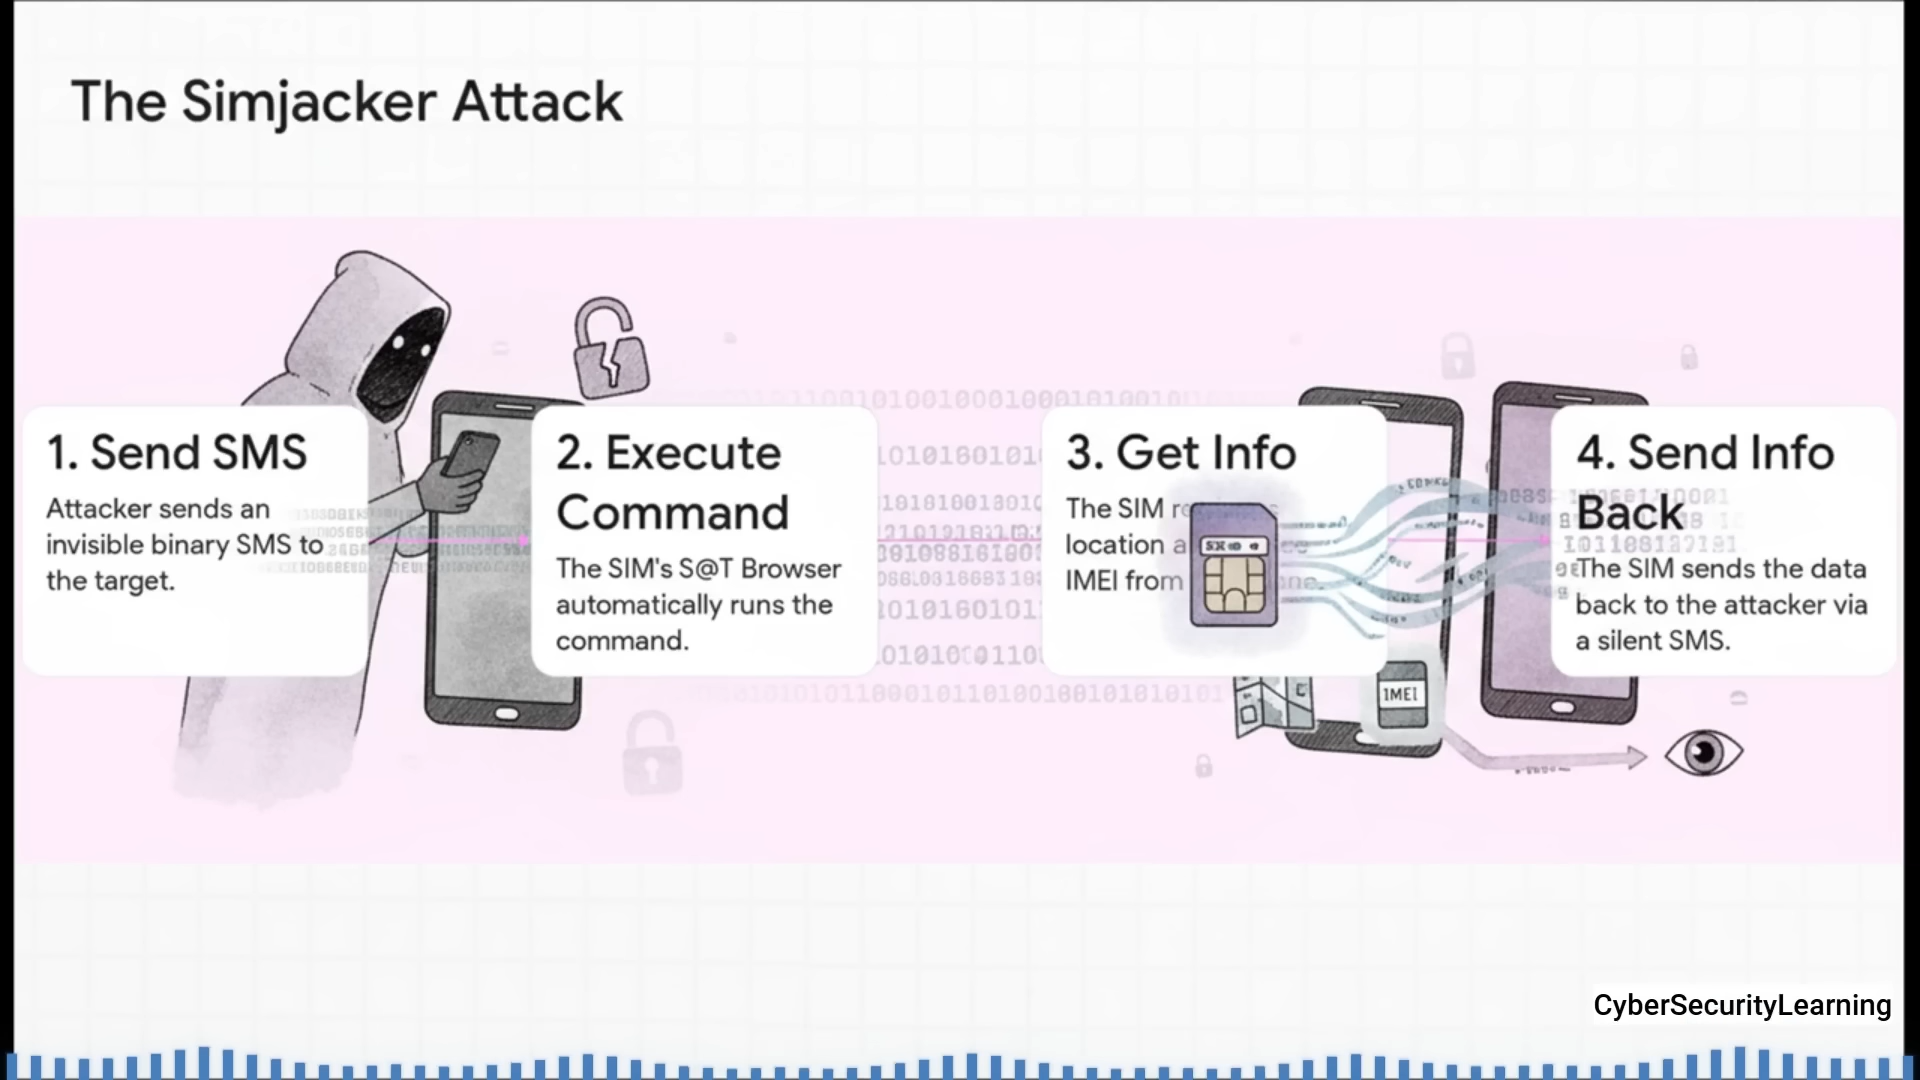 The Simjacker Attack
1. Send SMS
Attacker sends an
invisible binary SMS to
the target.
2. Execute
Command
The SIM's S@T Browser
automatically runs the
command.
3. Get Info
The SIM
location
IMEI from
IMEI
4. Send Info
Back
The SIM sends the data
back to the attacker via
a silent SMS.
CyberSecurityLearning